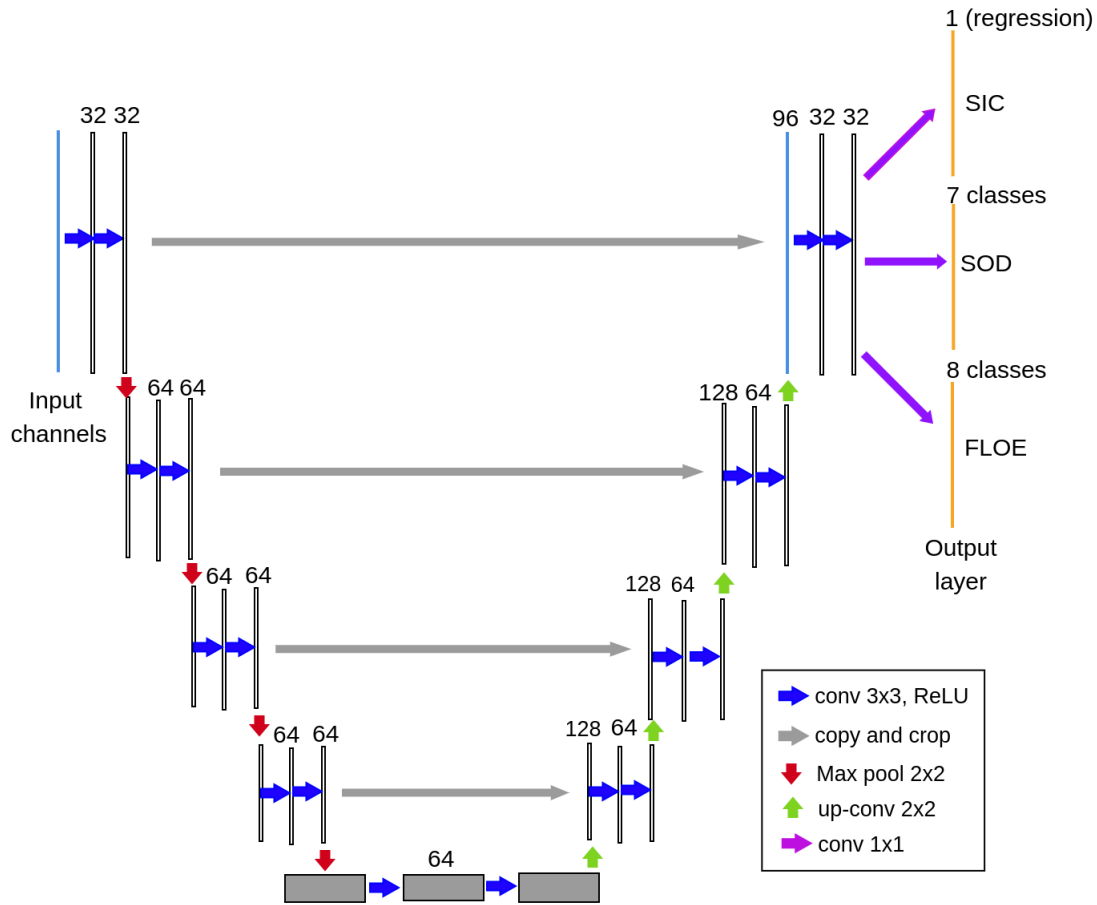 1 (regression)
32 32
96 32 32
SIC
7 classes
SOD
8 classes
Input
channels
64 64
128 64
FLOE
Output
layer
64 64
128 64
64 64
128 64
64
conv 3x3, ReLU
copy and crop
Max pool 2x2
up-conv 2x2
conv 1x1